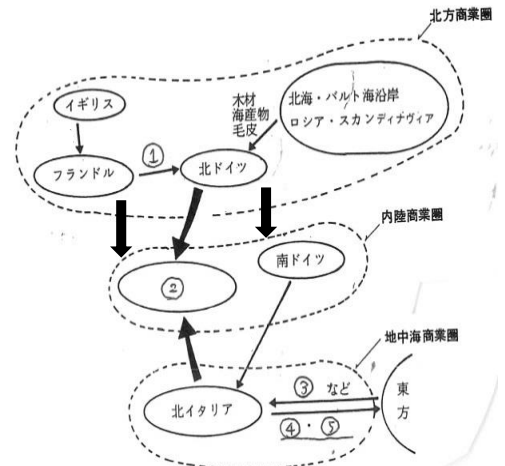 北方商業圏
イギリス
木材
海産物
毛皮
北海・バルト海沿岸
ロシア・スカンディナヴィア
①
フランドル
北ドイツ
内陸商業圏
南ドイツ
②
地中海商業圏
③ など
北イタリア
④・⑤
東方